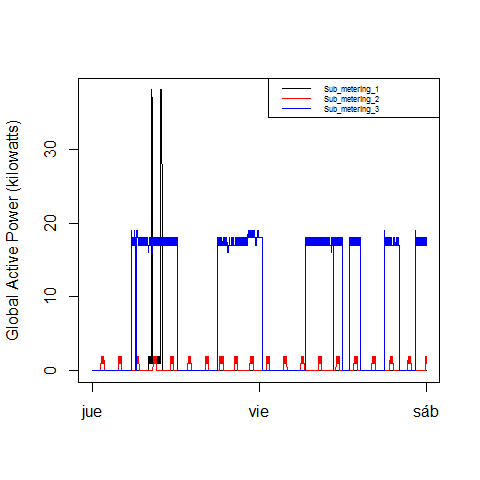 Sub_metering_1
Sub_metering_2
Sub_metering_3
Global Active Power (kilowatts)
30
20
10
0
jue vie sáb